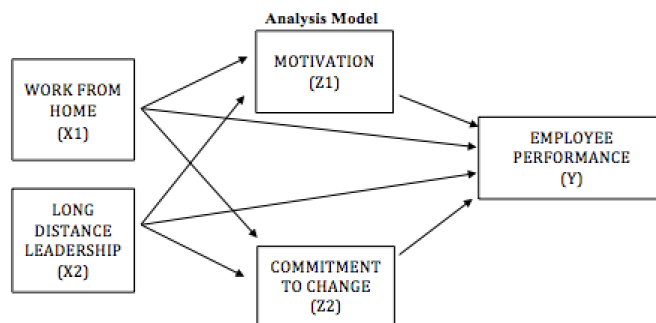 Analysis Model
MOTIVATION
(Z1)
WORK FROM
HOME
(X1)
EMPLOYEE
PERFORMANCE
(Y)
LONG
DISTANCE
LEADERSHIP
(X2)
COMMITMENT
TO CHANGE
(Z2)